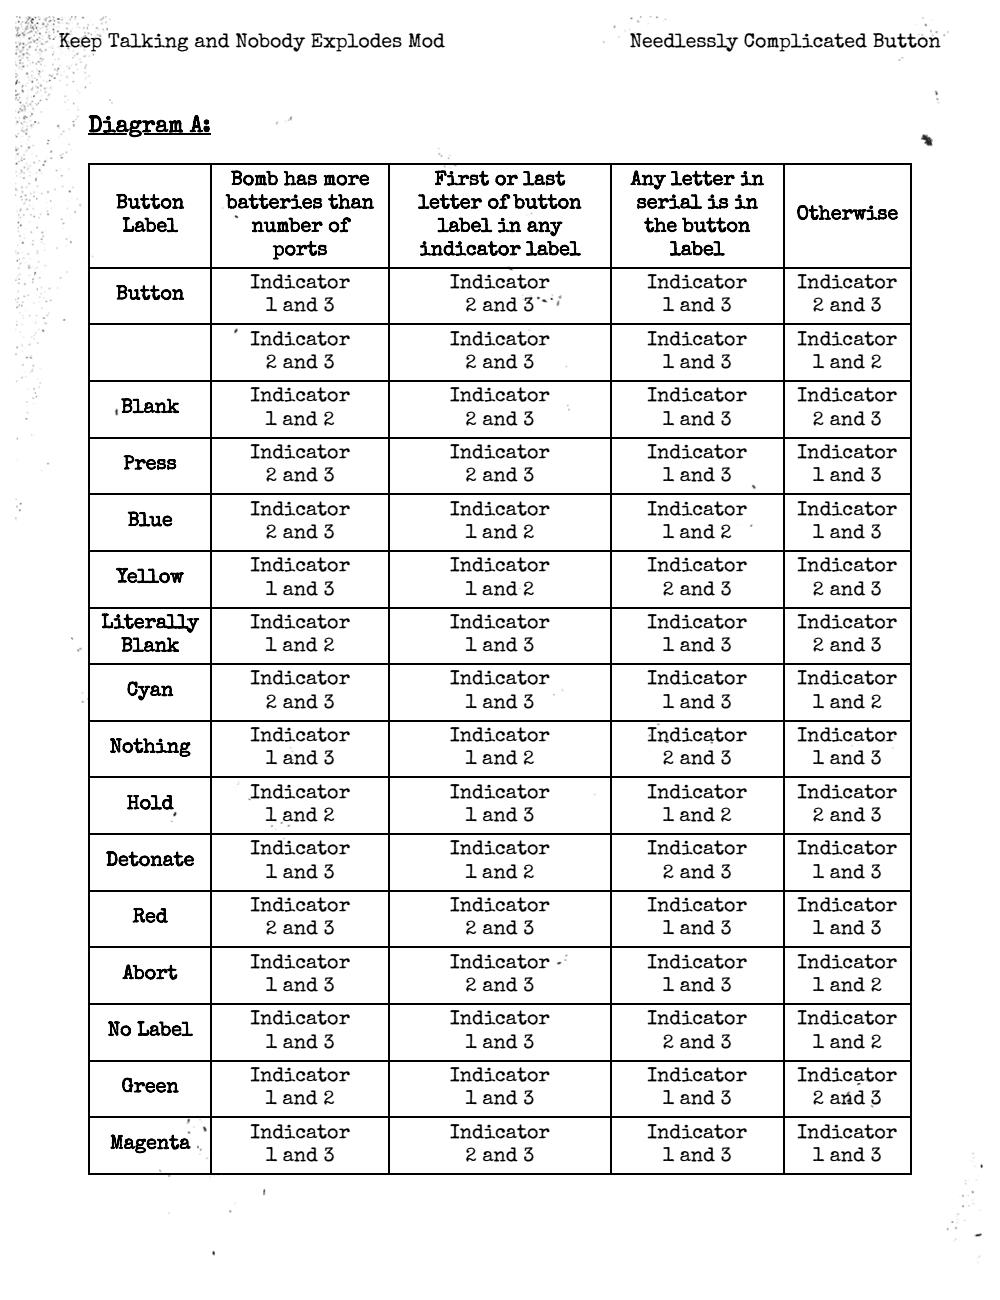 Keep Talking and Nobody Explodes Mod
Needlessly Complicated Button
Diagram A:
Button
Label
Bomb has more
batteries than
number of
ports
First or last
letter of button
label in any
indicator label
Any letter in
serial is in
the button
label
Otherwise
Button
Indicator
1 and 3
Indicator
2 and 3
Indicator
1 and 3
Indicator
2 and 3
Indicator
2 and 3
Indicator
2 and 3
Indicator
1 and 3
Indicator
1 and 2
Blank
Indicator
1 and 2
Indicator
2 and 3
Indicator
1 and 3
Indicator
2 and 3
Press
Indicator
2 and 3
Indicator
2 and 3
Indicator
1 and 3
Indicator
1 and 3
Blue
Indicator
2 and 3
Indicator
1 and 2
Indicator
1 and 2
Indicator
1 and 3
Yellow
Indicator
1 and 3
Indicator
1 and 2
Indicator
2 and 3
Indicator
2 and 3
Literally
Blank
Indicator
1 and 2
Indicator
1 and 3
Indicator
1 and 3
Indicator
2 and 3
Cyan
Indicator
2 and 3
Indicator
1 and 3
Indicator
1 and 3
Indicator
1 and 2
Nothing
Indicator
1 and 3
Indicator
1 and 2
Indicator
2 and 3
Indicator
1 and 3
Hold
Indicator
1 and 2
Indicator
1 and 3
Indicator
1 and 2
Indicator
2 and 3
Detonate
Indicator
1 and 3
Indicator
1 and 2
Indicator
2 and 3
Indicator
1 and 3
Red
Indicator
2 and 3
Indicator
2 and 3
Indicator
1 and 3
Indicator
1 and 3
Abort
Indicator
1 and 3
Indicator
2 and 3
Indicator
1 and 3
Indicator
1 and 2
No Label
Indicator
1 and 3
Indicator
1 and 3
Indicator
2 and 3
Indicator
1 and 2
Green
Indicator
1 and 2
Indicator
1 and 3
Indicator
1 and 3
Indicator
2 and 3
Magenta
Indicator
1 and 3
Indicator
2 and 3
Indicator
1 and 3
Indicator
1 and 3